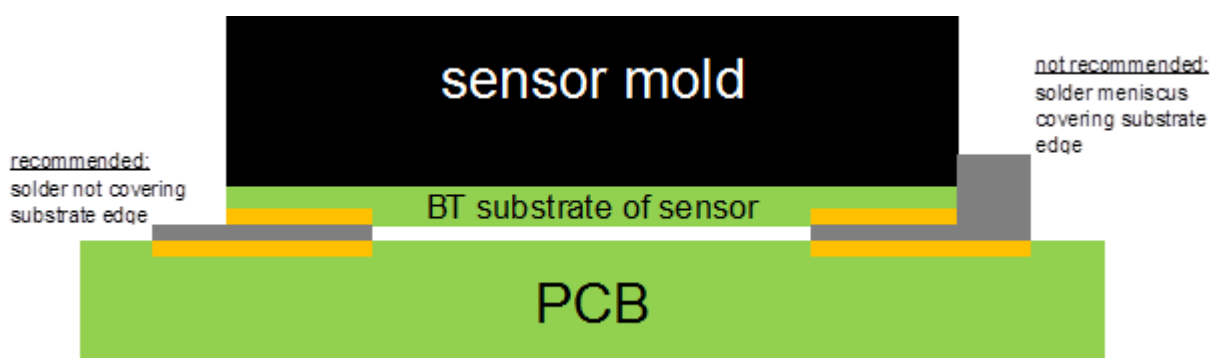 sensor mold
not recommended:
solder meniscus
covering substrate
edge
recommended:
solder not covering
substrate edge
BT substrate of sensor
PCB